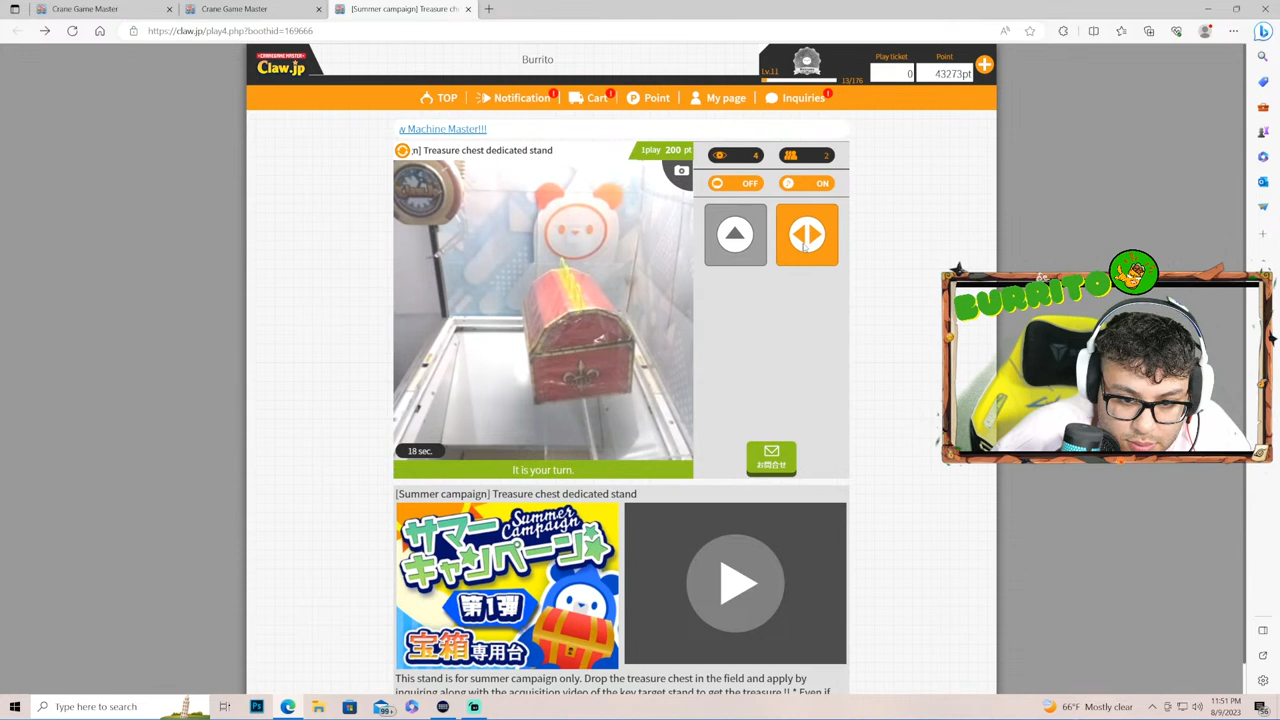 Crane Game Master
Crane Game Master
[Summer campaign] Treasure ch
https://claw.jp/play4.php?boothid=169666
CRANEGAME MASTER
Claw.jp
Burrito
Lv.11
13/176
Play ticket
0
Point
43273pt
TOP
Notification
Cart
Point
My page
Inquiries
w Machine Master!!!
gn] Treasure chest dedicated stand
1play 200 pt
4
2
OFF
ON
18 sec.
It is your turn.
お問合せ
BURRITO
[Summer campaign] Treasure chest dedicated stand
サマー
Summer
Campaign
キャンペーン
第1弾
宝箱専用台
This stand is for summer campaign only. Drop the treasure chest in the field and apply by
inquiring along with the acquisition video of the key target stand to get the treasure !! * Even if
Type here to search
99+
66°F Mostly clear
11:51 PM
8/9/2023
56